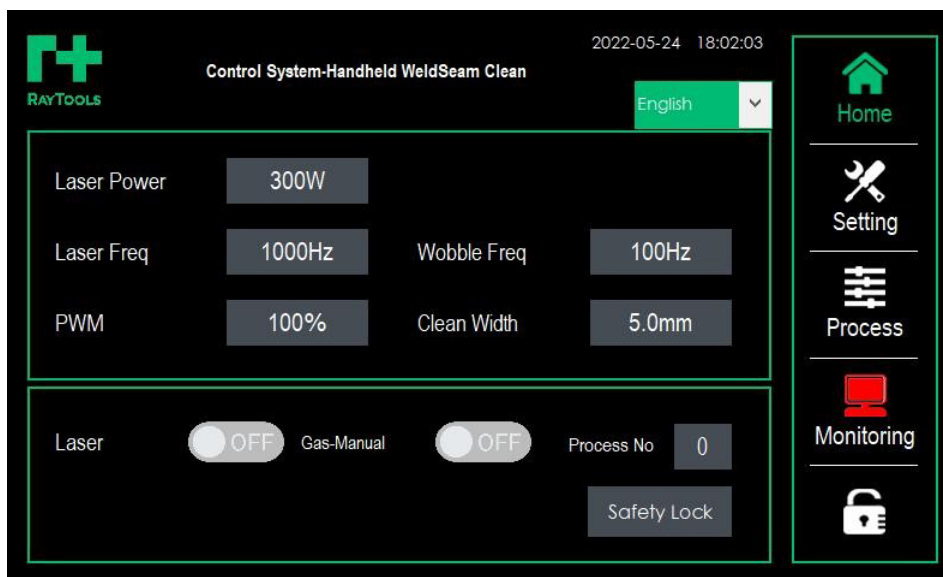 2022-05-24 18:02:03
RAYTOOLS
Control System-Handheld WeldSeam Clean
English
Home
Laser Power 300W
Setting
Laser Freq 1000Hz Wobble Freq 100Hz
PWM 100% Clean Width 5.0mm
Process
Monitoring
Laser OFF Gas-Manual OFF Process No 0
Safety Lock